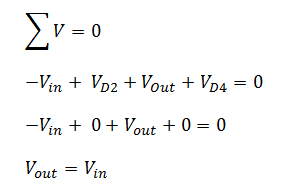 ∑V = 0
−V_in + V_D2 + V_Out + V_D4 = 0
−V_in + 0 + V_out + 0 = 0
V_out = V_in